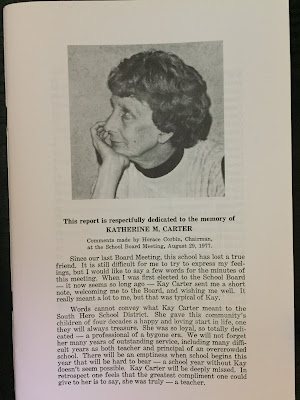 This report is respectfully dedicated to the memory of
KATHERINE M. CARTER
Comments made by Horace Corbin, Chairman,
at the School Board Meeting, August 29, 1977.
Since our last Board Meeting, this school has lost a true
friend. It is still difficult for me to try to express my feel-
ings, but I would like to say a few words for the minutes of
this meeting. When I was first elected to the School Board
— it now seems so long ago — Kay Carter sent me a short
note, welcoming me to the Board, and wishing me well. It
really meant a lot to me, but that was typical of Kay.
Words cannot convey what Kay Carter meant to the
South Hero School District. She gave this community's
children of four decades a happy and loving start in life, one
they will always treasure. She was so loyal, so totally dedi-
cated — a professional of a bygone era. We will not forget
her many years of outstanding service, including many diffi-
cult years as both teacher and principal of an overcrowded
school. There will be an emptiness when school begins this
year that will be hard to bear — a school year without Kay
doesn't seem possible. Kay Carter will be deeply missed. In
retrospect one feels that the greatest compliment one could
give to her is to say, she was truly — a teacher.